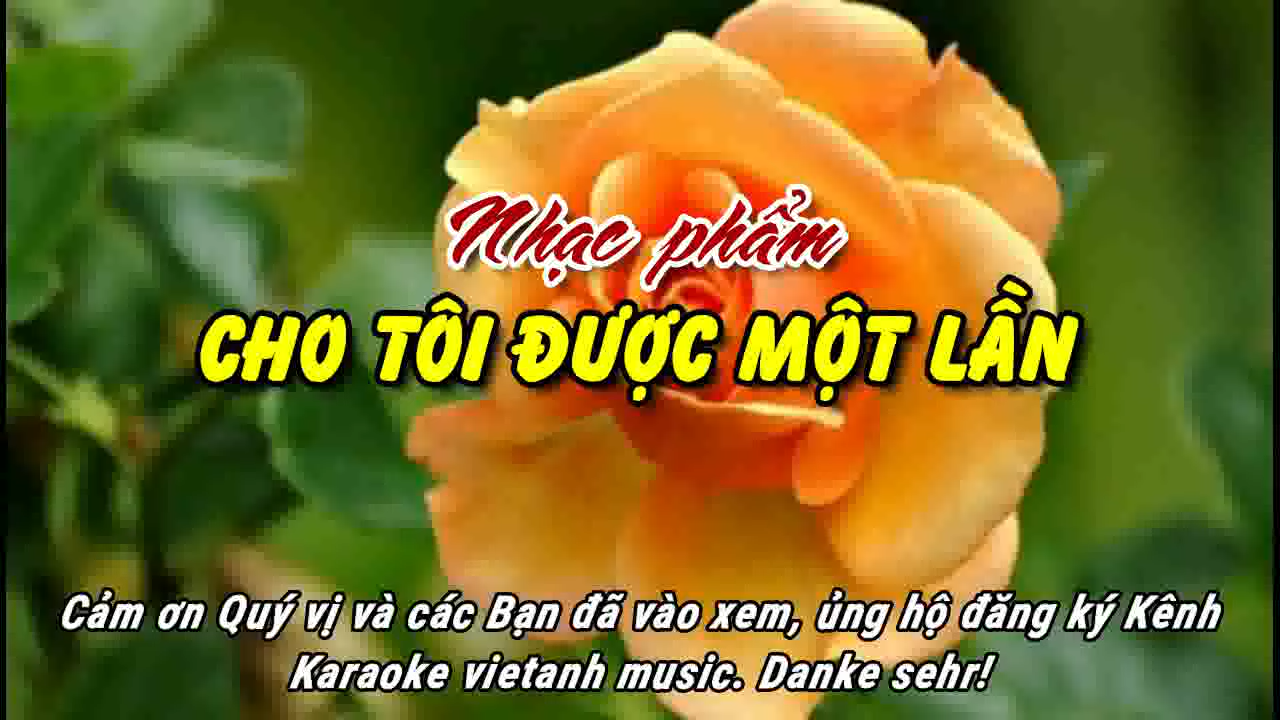 Nhạc phẩm
CHO TÔI ĐƯỢC MỘT LẦN
Cảm ơn Quý vị và các Bạn đã vào xem, ủng hộ đăng ký Kênh
Karaoke vietanh music. Danke sehr!